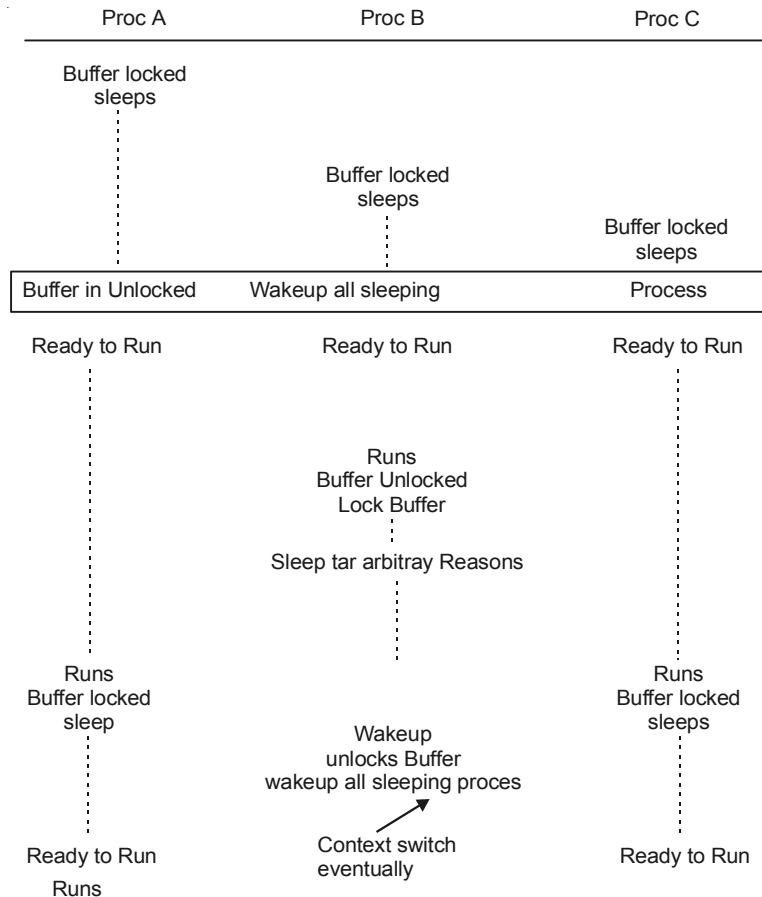 Proc A Proc B Proc C
Buffer locked
sleeps
Buffer locked
sleeps
Buffer locked
sleeps
Buffer in Unlocked Wakeup all sleeping Process
Ready to Run Ready to Run Ready to Run
Runs
Buffer Unlocked
Lock Buffer
Sleep tar arbitray Reasons
Runs
Buffer locked
sleep
Runs
Buffer locked
sleeps
Wakeup
unlocks Buffer
wakeup all sleeping proces
Context switch
eventually
Ready to Run Ready to Run
Runs